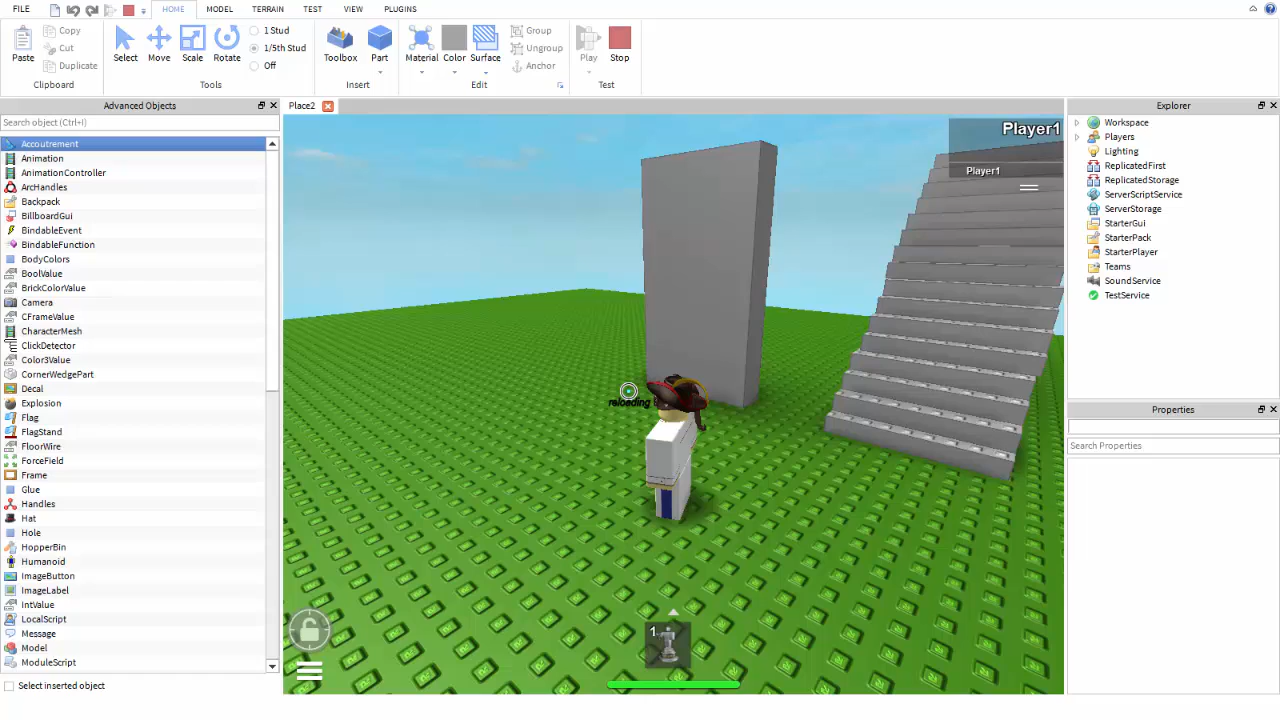 FILE HOME MODEL TERRAIN TEST VIEW PLUGINS
Paste
Copy
Cut
Duplicate
Clipboard
Select Move Scale Rotate
1 Stud
1/5th Stud
Off
Tools
Toolbox Part
Insert
Material Color Surface
Group
Ungroup
Anchor
Edit
Play Stop
Test
Advanced Objects
Search object (Ctrl+I)
Accoutrement
Animation
AnimationController
ArcHandles
Backpack
BillboardGui
BindableEvent
BindableFunction
BodyColors
BoolValue
BrickColorValue
Camera
CFrameValue
CharacterMesh
ClickDetector
Color3Value
CornerWedgePart
Decal
Explosion
Flag
FlagStand
FloorWire
ForceField
Frame
Glue
Handles
Hat
Hole
HopperBin
Humanoid
ImageButton
ImageLabel
IntValue
LocalScript
Message
Model
ModuleScript
Select inserted object
Place2
Player1
Player1
reloading
1
Explorer
Workspace
Players
Lighting
ReplicatedFirst
ReplicatedStorage
ServerScriptService
ServerStorage
StarterGui
StarterPack
StarterPlayer
Teams
SoundService
TestService
Properties
Search Properties